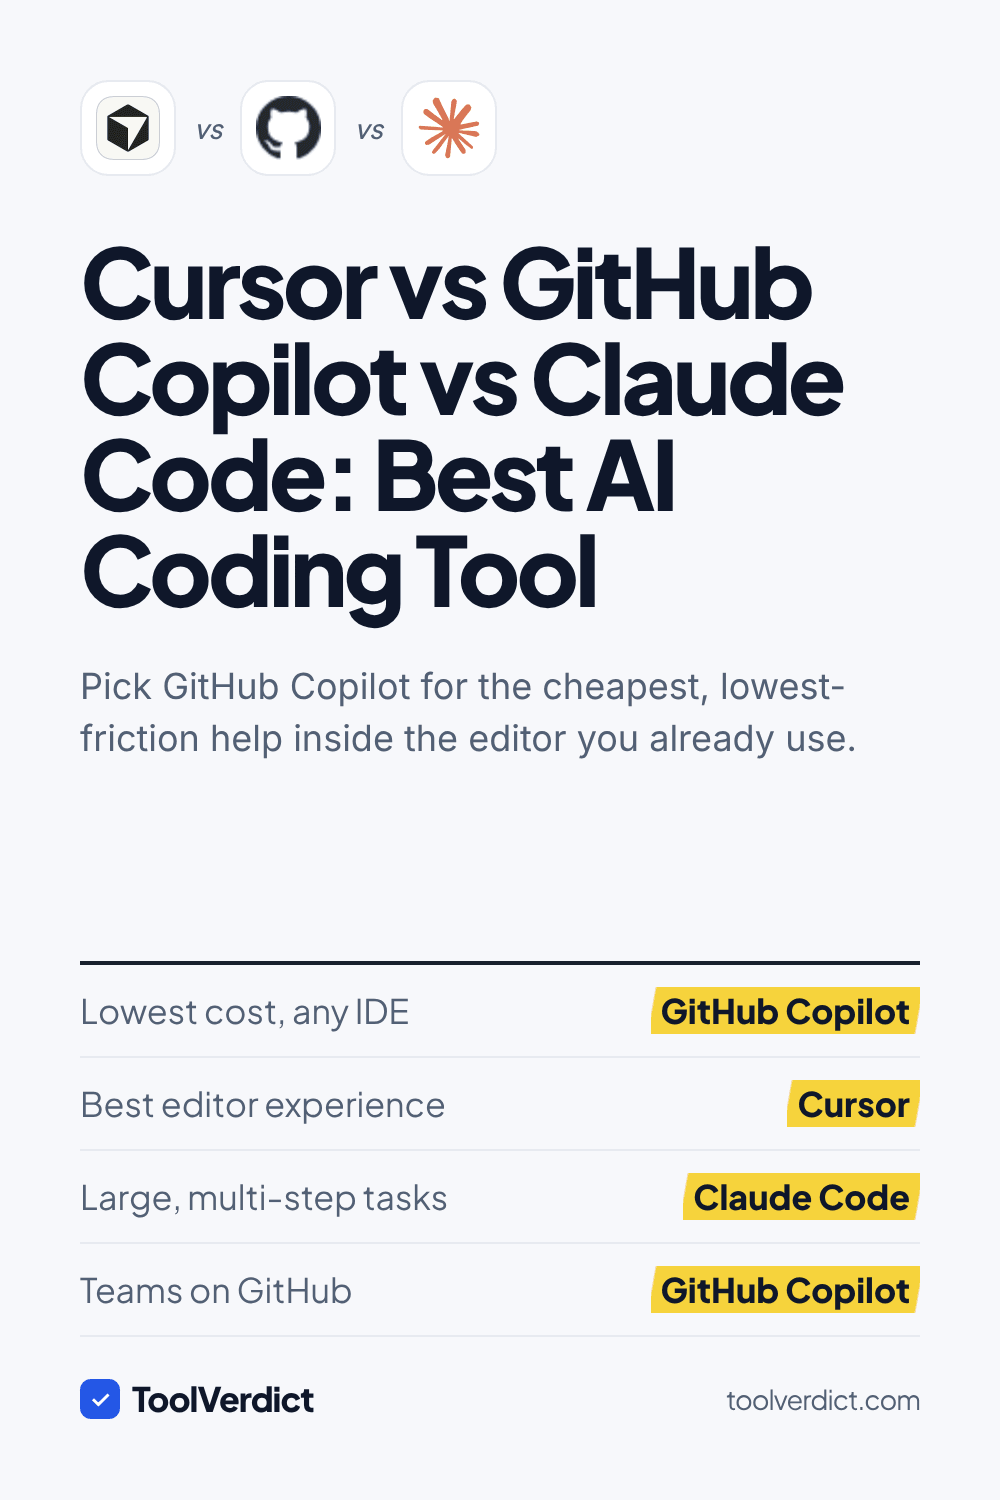 vs vs
Cursor vs GitHub
Copilot vs Claude
Code: Best AI
Coding Tool
Pick GitHub Copilot for the cheapest, lowest-
friction help inside the editor you already use.
Lowest cost, any IDE GitHub Copilot
Best editor experience Cursor
Large, multi-step tasks Claude Code
Teams on GitHub GitHub Copilot
ToolVerdict toolverdict.com